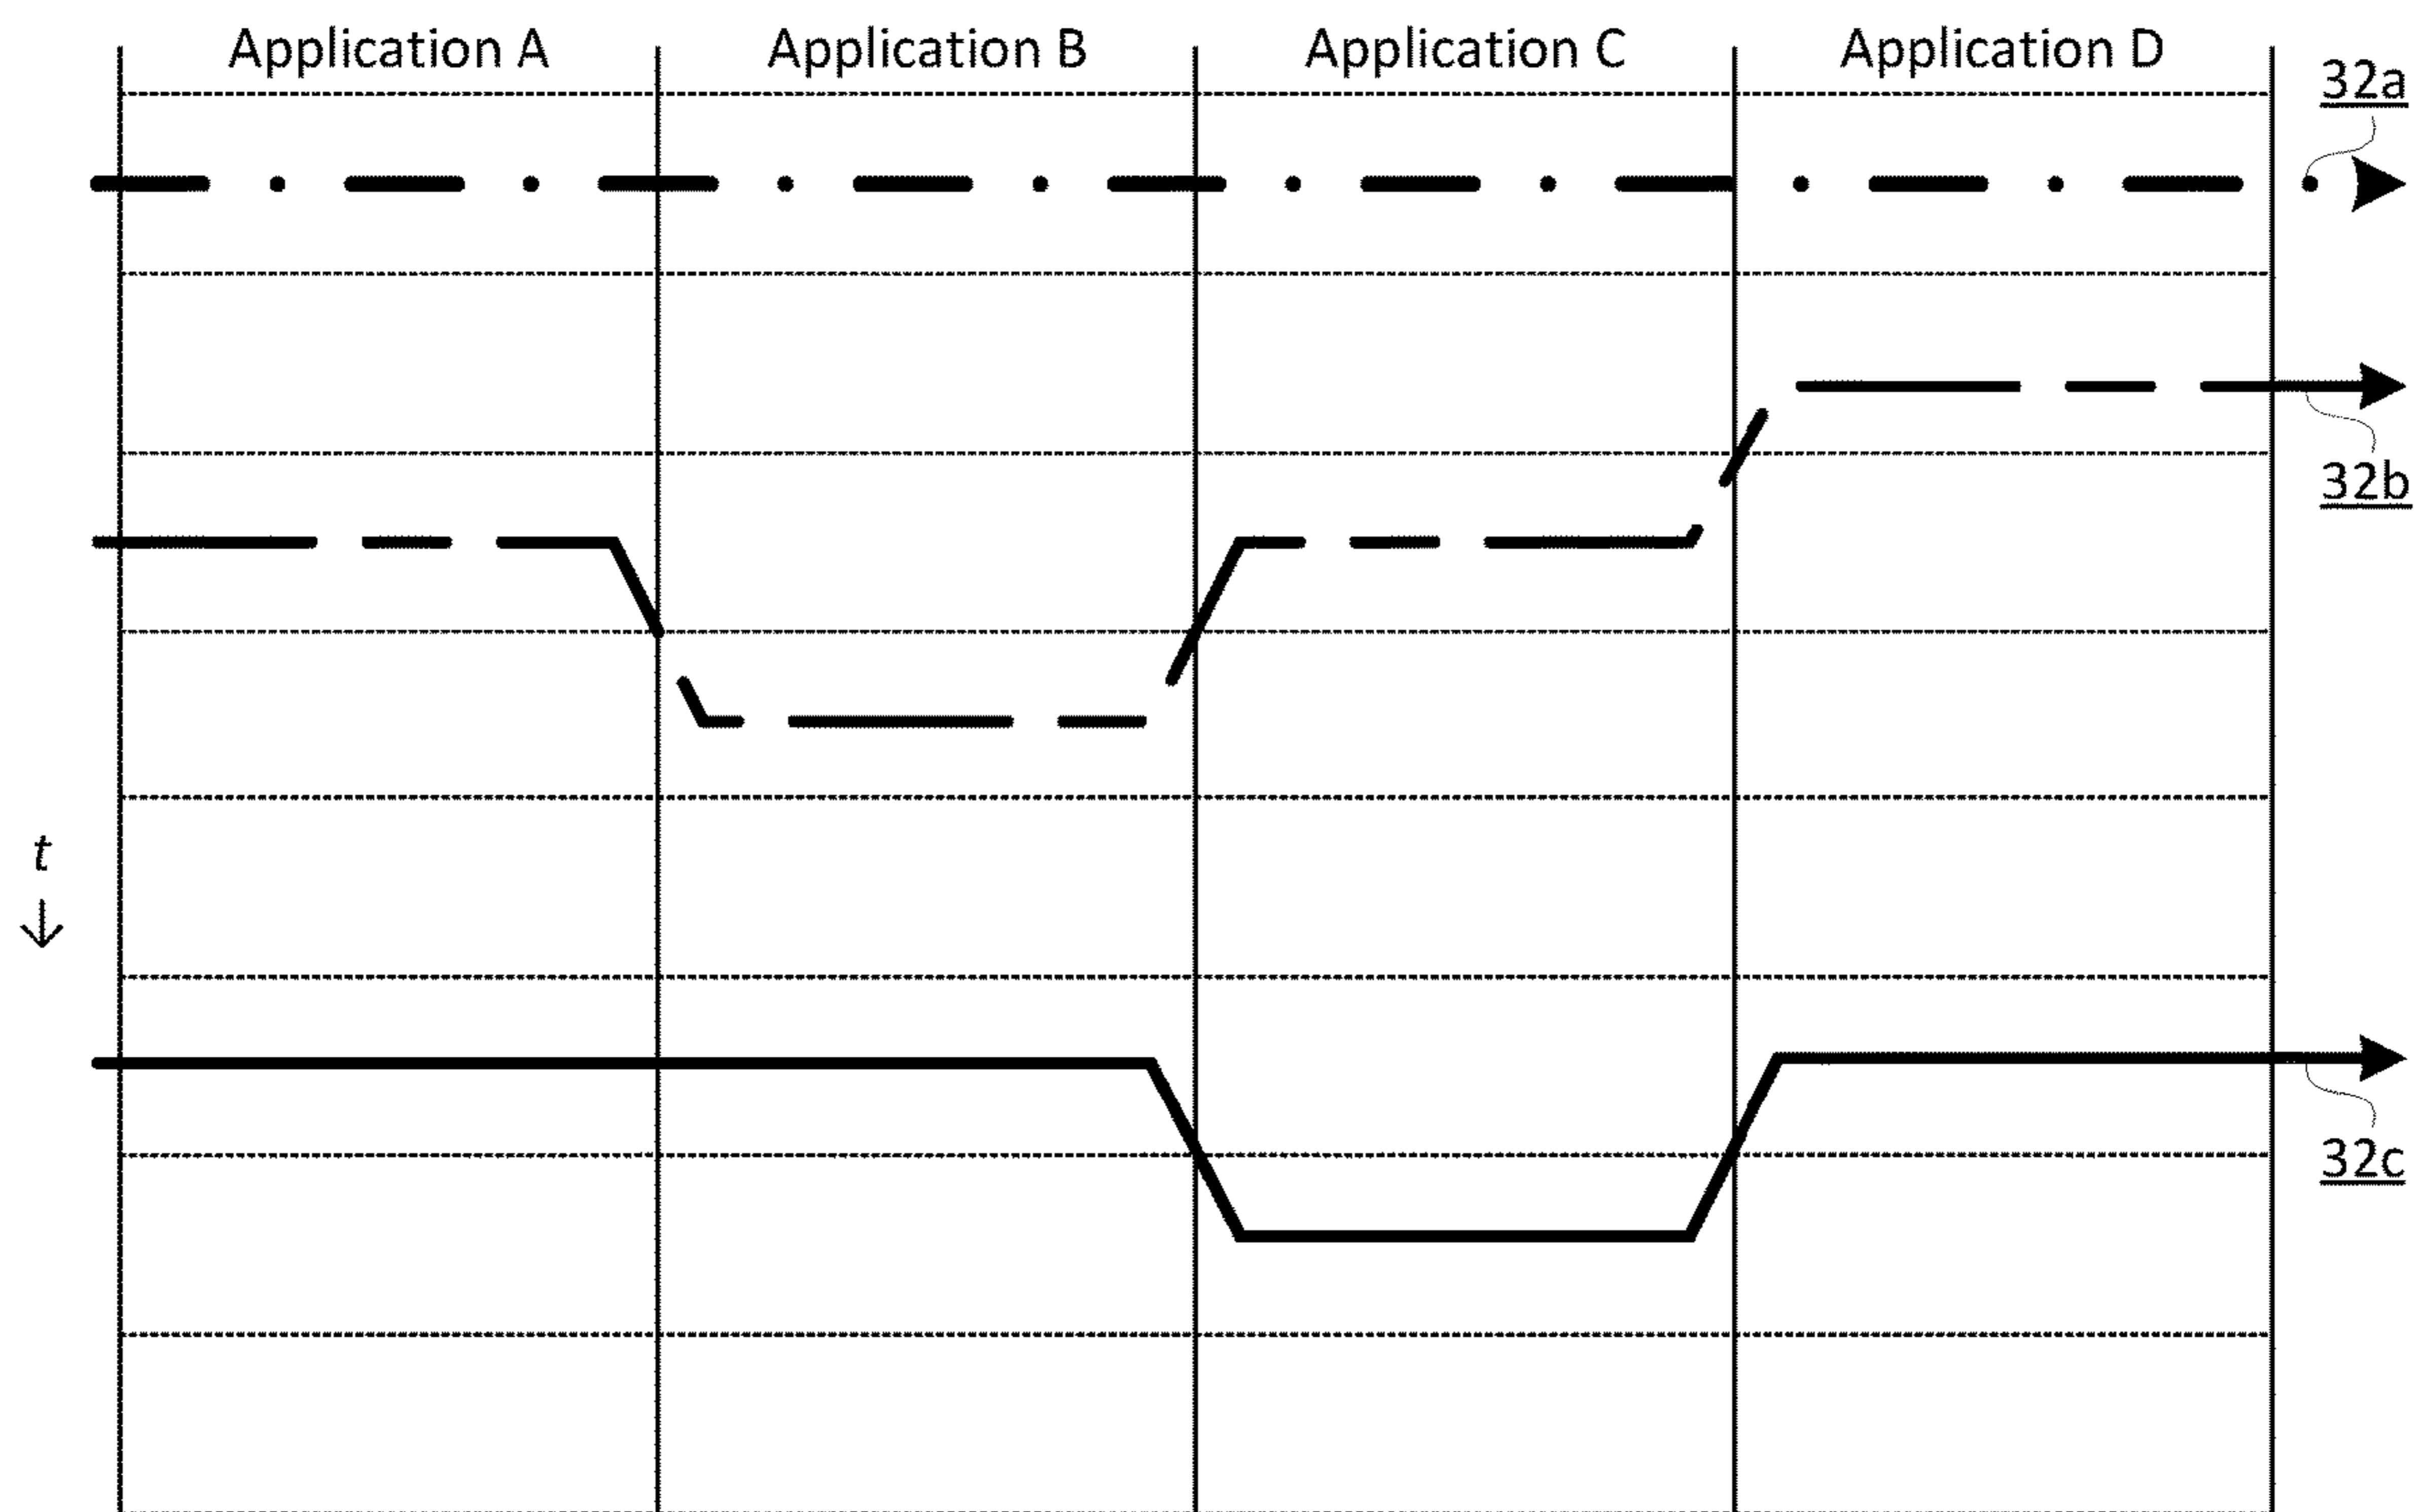 Application A
Application B
Application C
Application D
32a
32b
t
32c